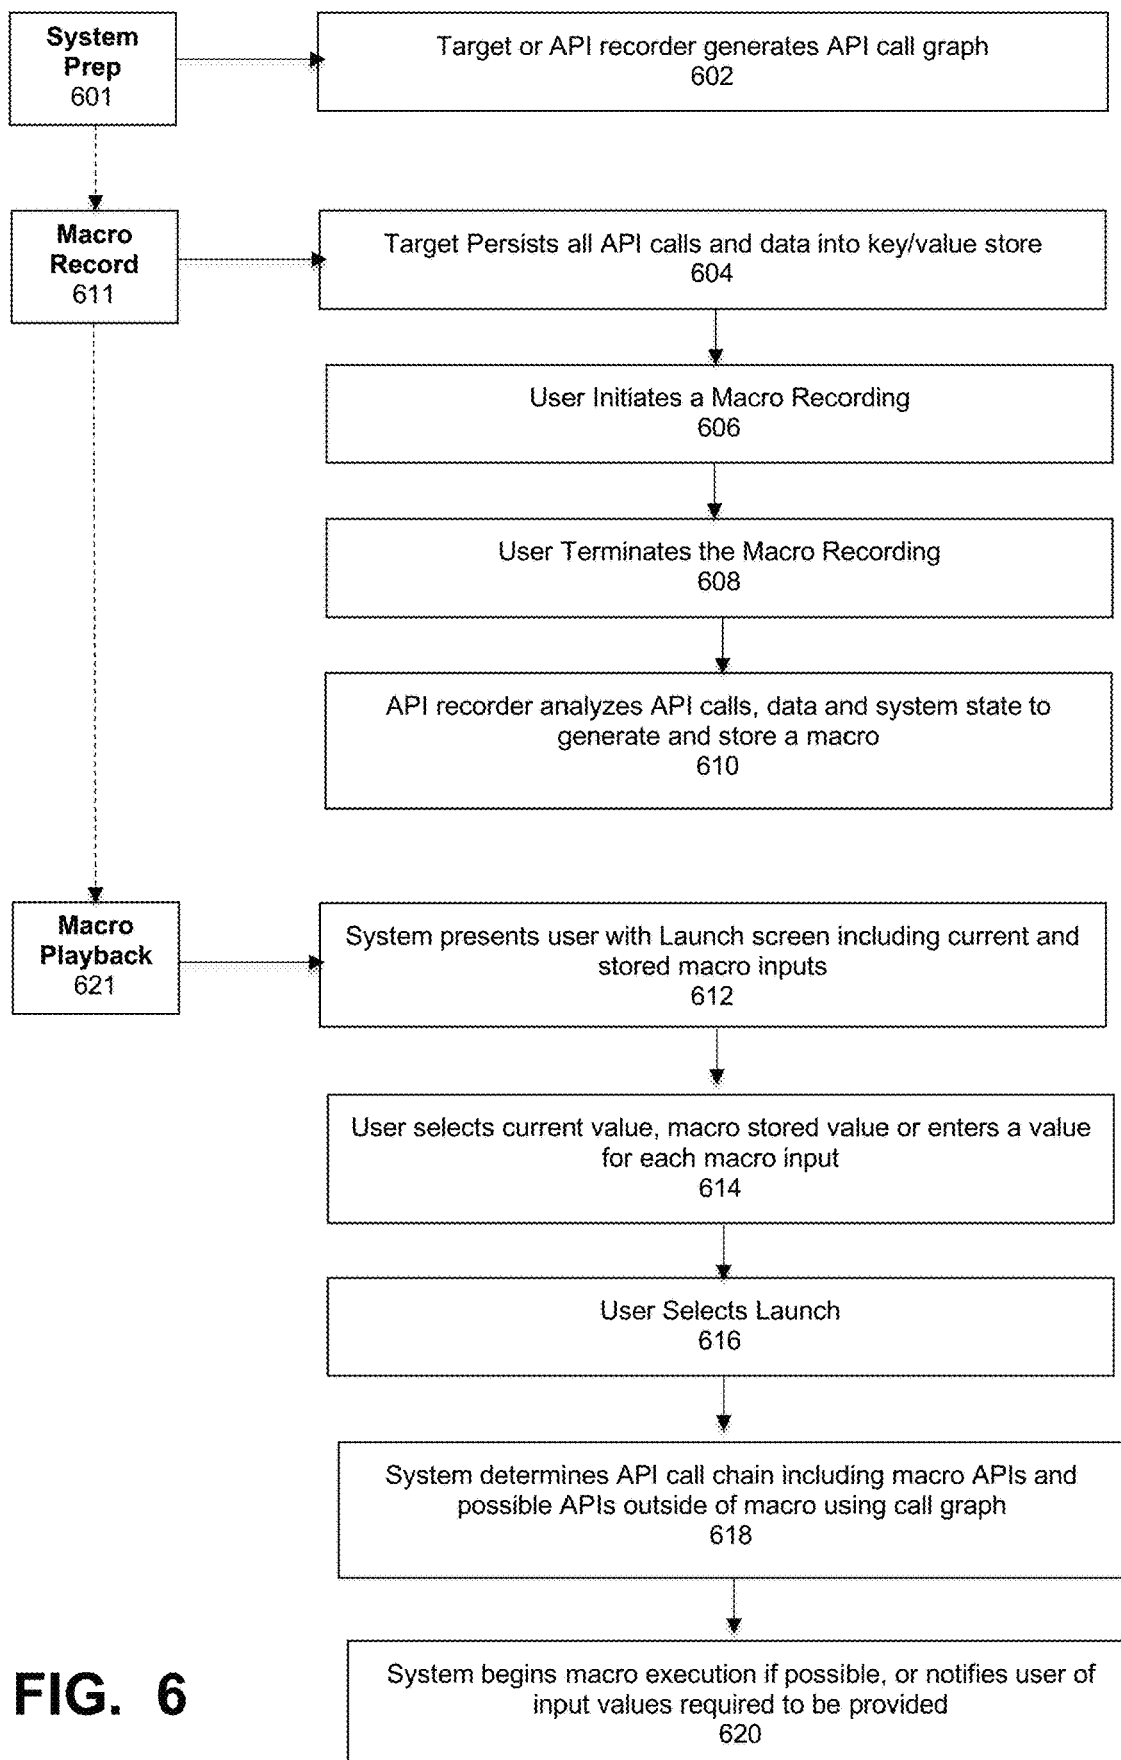 System
Prep
601
Target or API recorder generates API call graph
602
Macro
Record
611
Target Persists all API calls and data into key/value store
604
User Initiates a Macro Recording
606
User Terminates the Macro Recording
608
API recorder analyzes API calls, data and system state to
generate and store a macro
610
Macro
Playback
621
System presents user with Launch screen including current and
stored macro inputs
612
User selects current value, macro stored value or enters a value
for each macro input
614
User Selects Launch
616
System determines API call chain including macro APIs and
possible APIs outside of macro using call graph
618
System begins macro execution if possible, or notifies user of
input values required to be provided
620
FIG. 6